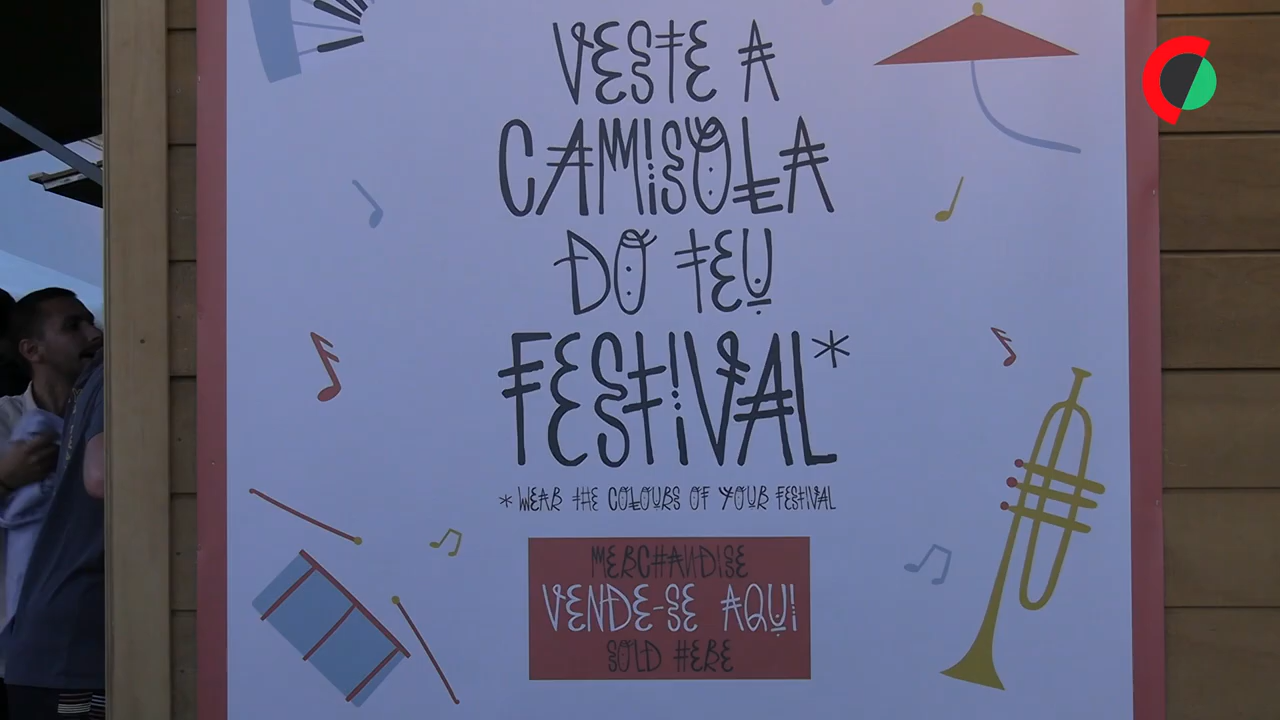 VESTE A
CAMISOLA
DO TEU
FESTIVAL*
* WEAR THE COLOURS OF YOUR FESTIVAL
MERCHANDISE
VENDE-SE AQUI
SOLD HERE